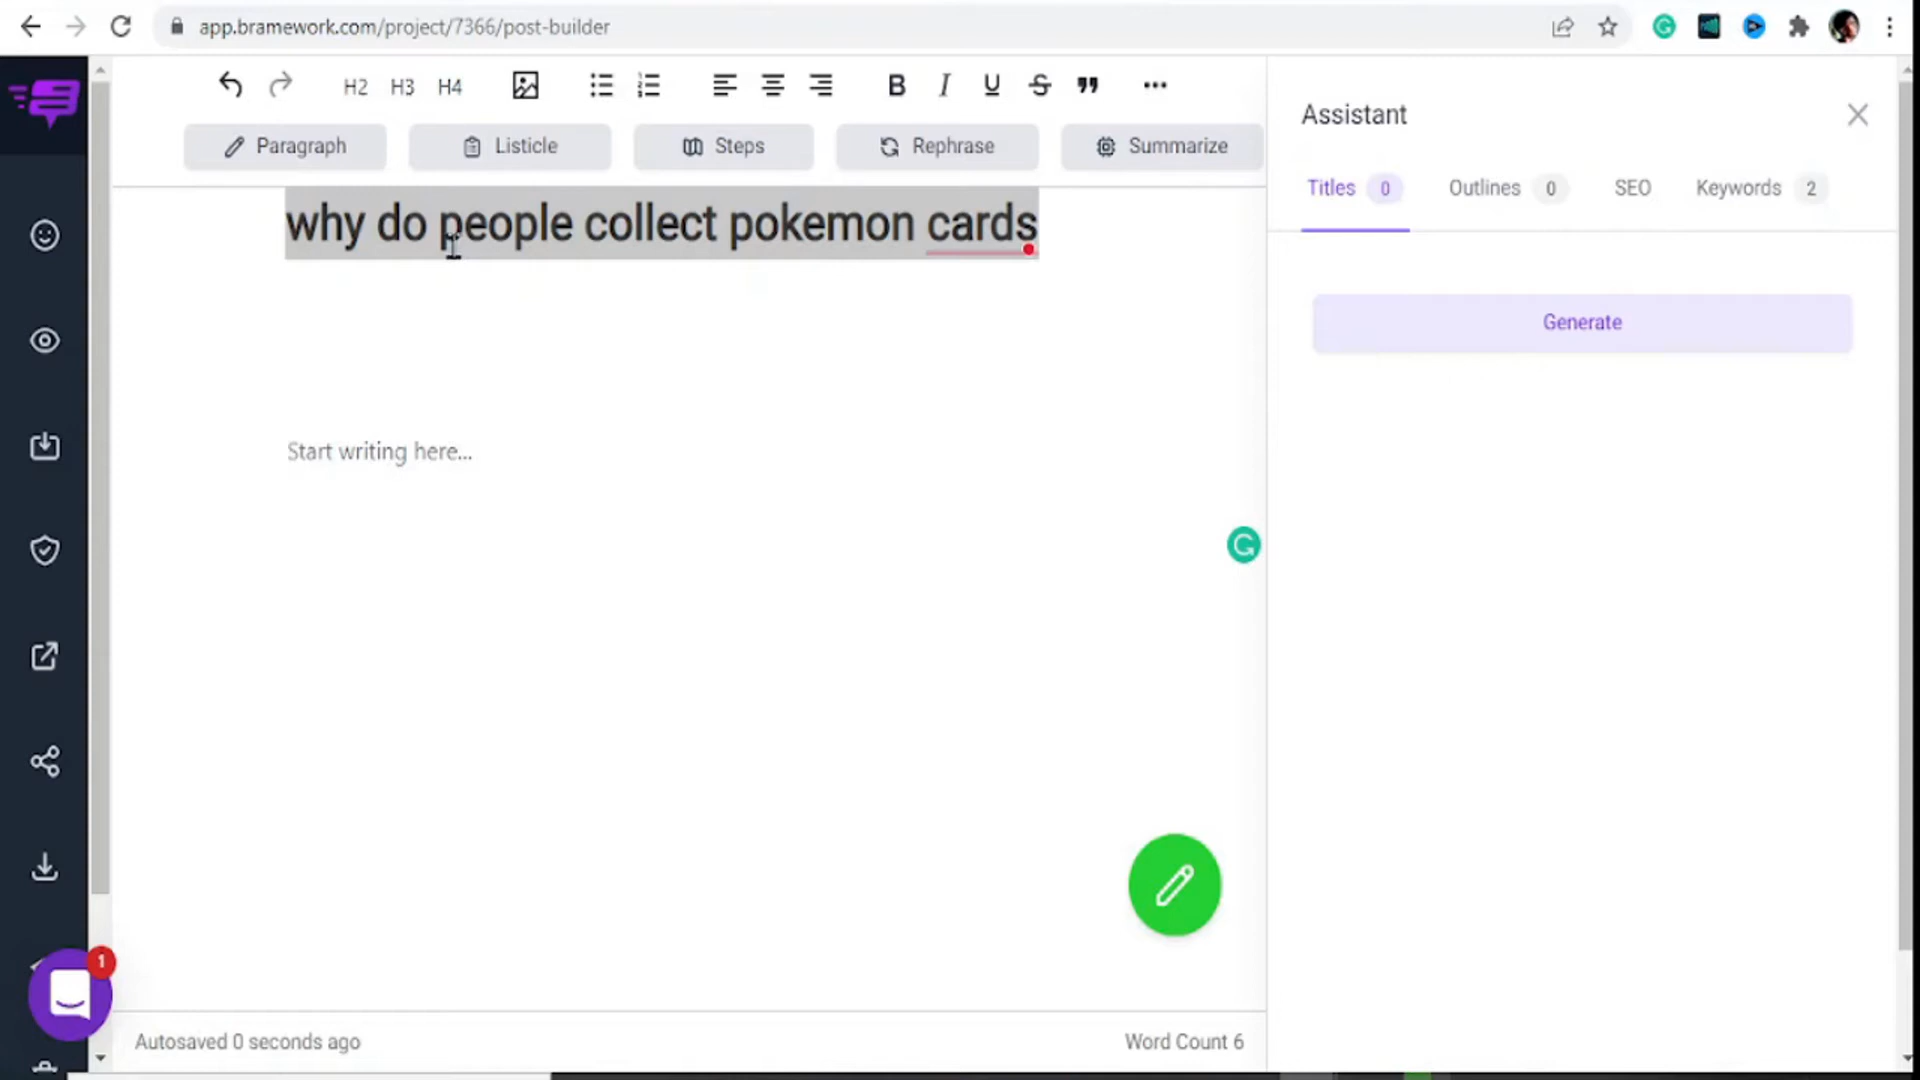 app.bramework.com/project/7366/post-builder
H2 H3 H4 B I U S ...
Paragraph Listicle Steps Rephrase Summarize
why do people collect pokemon cards
Start writing here...
Autosaved 0 seconds ago Word Count 6
1
Assistant
Titles 0 Outlines 0 SEO Keywords 2
Generate